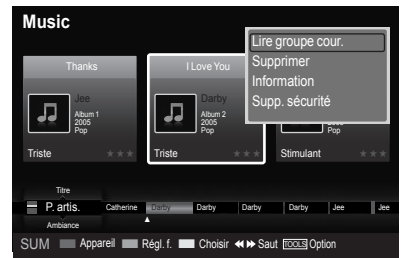 Music
Lire groupe cour.
Supprimer
Information
Supp. sécurité
Thanks
Jee
Album 1
2005
Pop
Triste
I Love You
Darby
Album 2
2005
Pop
Triste
Pop
Stimulant
Titre
P. artis.
Catherine Darby Darby Darby Darby Jee Jee
Ambiance
SUM Appareil Régl. f. Choisir Saut TOOLS Option